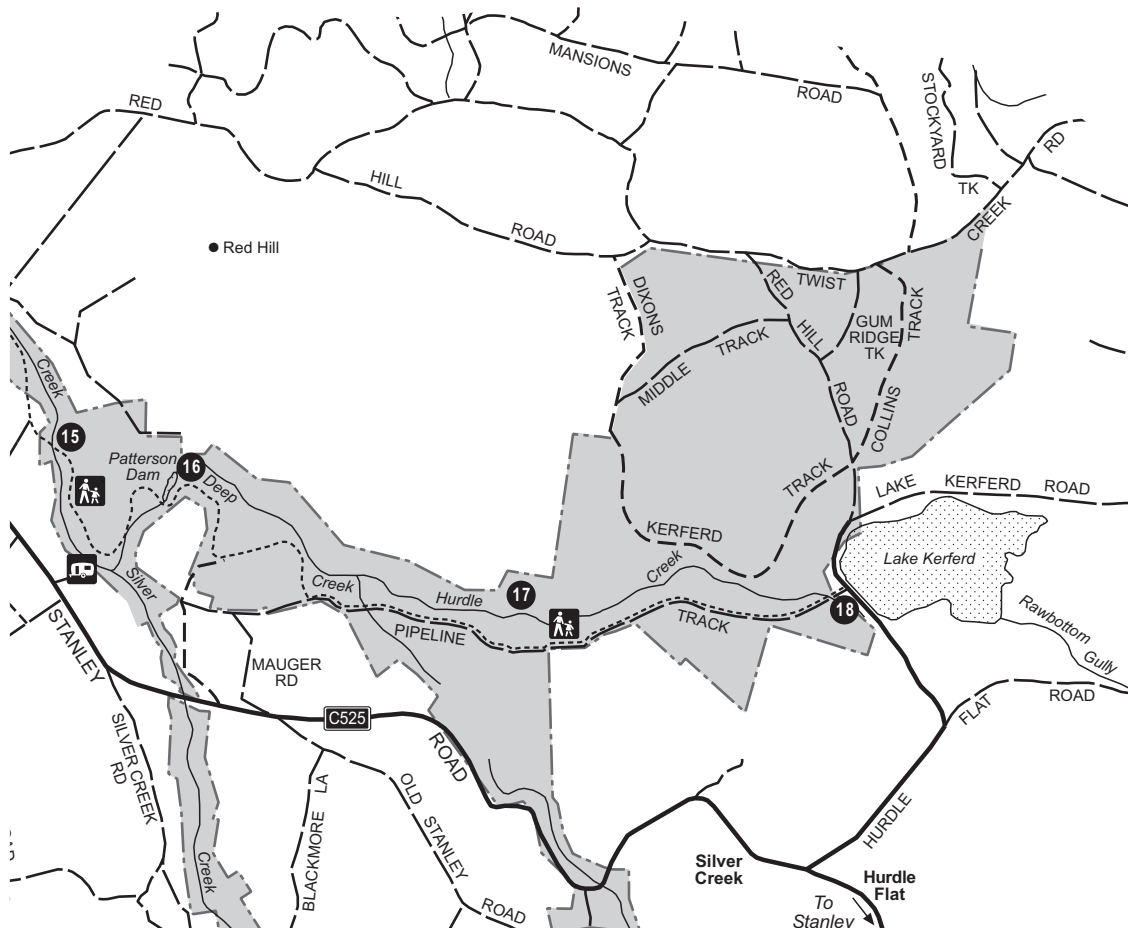 MANSIONS
ROAD
RED
STOCKYARD
TK
RD
CREEK
HILL
ROAD
Red Hill
TWIST
DIXONS
TRACK
RED
HILL
ROAD
GUM
RIDGE
TK
TRACK
COLLINS
MIDDLE
TRACK
Creek
15
Patterson
Dam
16
Deep
KERFERD
TRACK
LAKE
KERFERD
ROAD
Lake Kerferd
Silver
Creek
Hurdle
17
Creek
18
Rawbottom
Gully
STANLEY
PIPELINE
TRACK
MAUGER
RD
FLAT
ROAD
C525
ROAD
SILVER CREEK
RD
BLACKMORE
LA
OLD
STANLEY
ROAD
HURDLE
Creek
Silver
Creek
Hurdle
Flat
To
Stanley